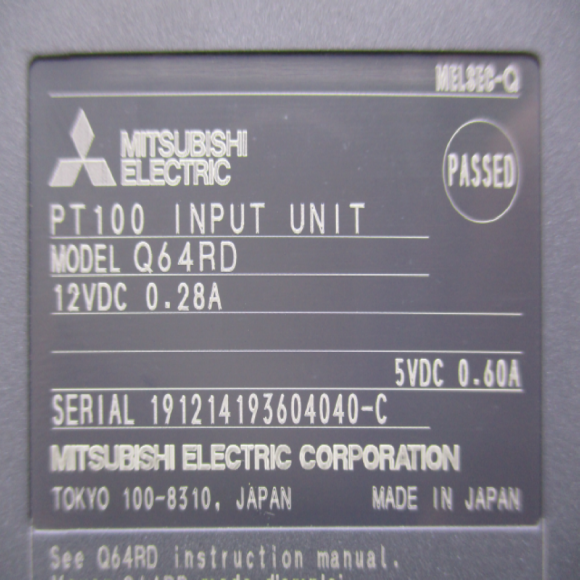 MELSEC-Q
MITSUBISHI
ELECTRIC
PASSED
PT100 INPUT UNIT
MODEL Q64RD
12VDC 0.28A
5VDC 0.60A
SERIAL 191214193604040-C
MITSUBISHI ELECTRIC CORPORATION
TOKYO 100-8310, JAPAN MADE IN JAPAN
See Q64RD instruction manual.